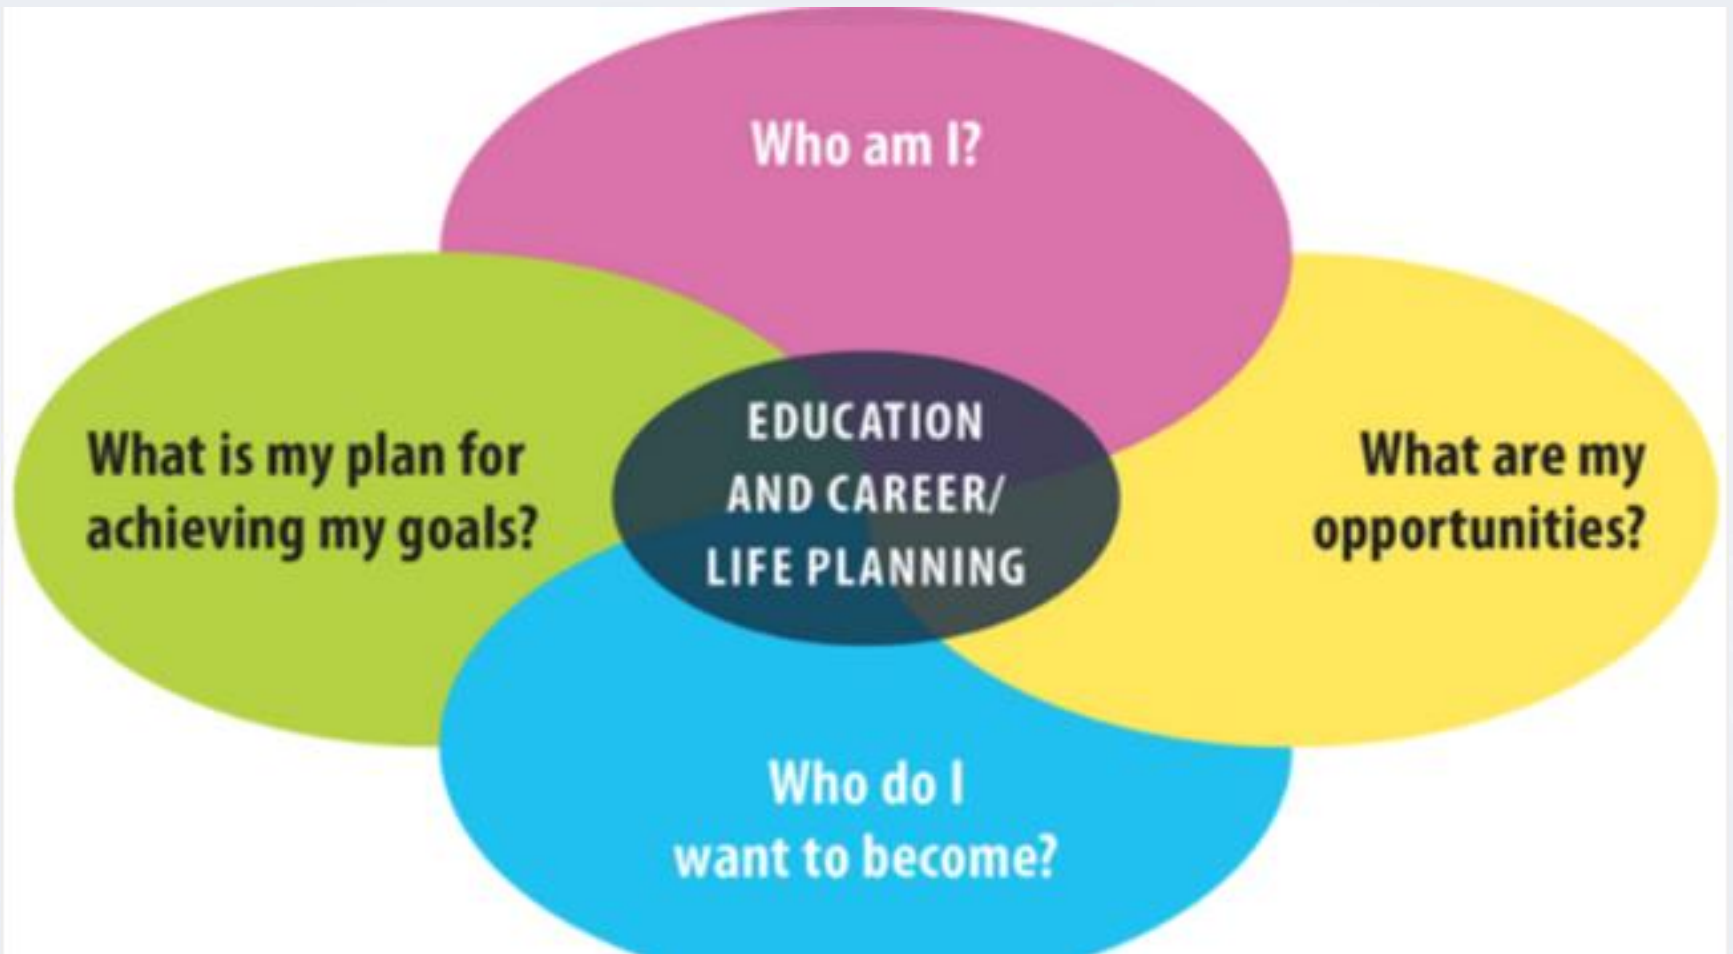 Who am I?
What is my plan for
achieving my goals?
EDUCATION
AND CAREER/
LIFE PLANNING
What are my
opportunities?
Who do I
want to become?